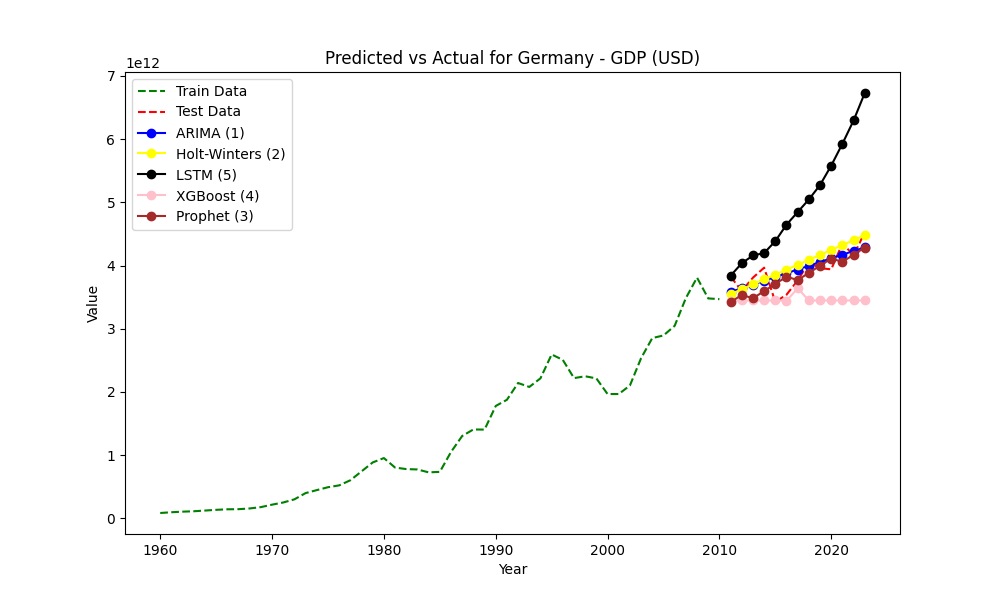 Predicted vs Actual for Germany - GDP (USD)
1e12
7
6
5
4
3
2
1
0
Value
Train Data
Test Data
ARIMA (1)
Holt-Winters (2)
LSTM (5)
XGBoost (4)
Prophet (3)
1960 1970 1980 1990 2000 2010 2020
Year